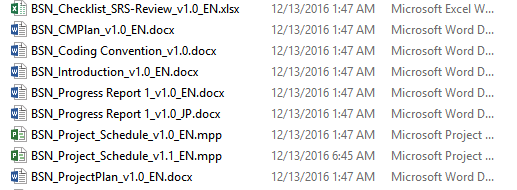 BSN_Checklist_SRS-Review_v1.0_EN.xlsx 12/13/2016 1:47 AM Microsoft Excel W...
BSN_CMPlan_v1.0_EN.docx 12/13/2016 1:47 AM Microsoft Word D...
BSN_Coding Convention_v1.0.docx 12/13/2016 1:47 AM Microsoft Word D...
BSN_Introduction_v1.0_EN.docx 12/13/2016 1:47 AM Microsoft Word D...
BSN_Progress Report 1_v1.0_EN.docx 12/13/2016 1:47 AM Microsoft Word D...
BSN_Progress Report 1_v1.0_JP.docx 12/13/2016 1:47 AM Microsoft Word D...
BSN_Project_Schedule_v1.0_EN.mpp 12/13/2016 1:47 AM Microsoft Project ...
BSN_Project_Schedule_v1.1_EN.mpp 12/13/2016 6:45 AM Microsoft Project ...
BSN_ProjectPlan_v1.0_EN.docx 12/13/2016 1:47 AM Microsoft Word D...